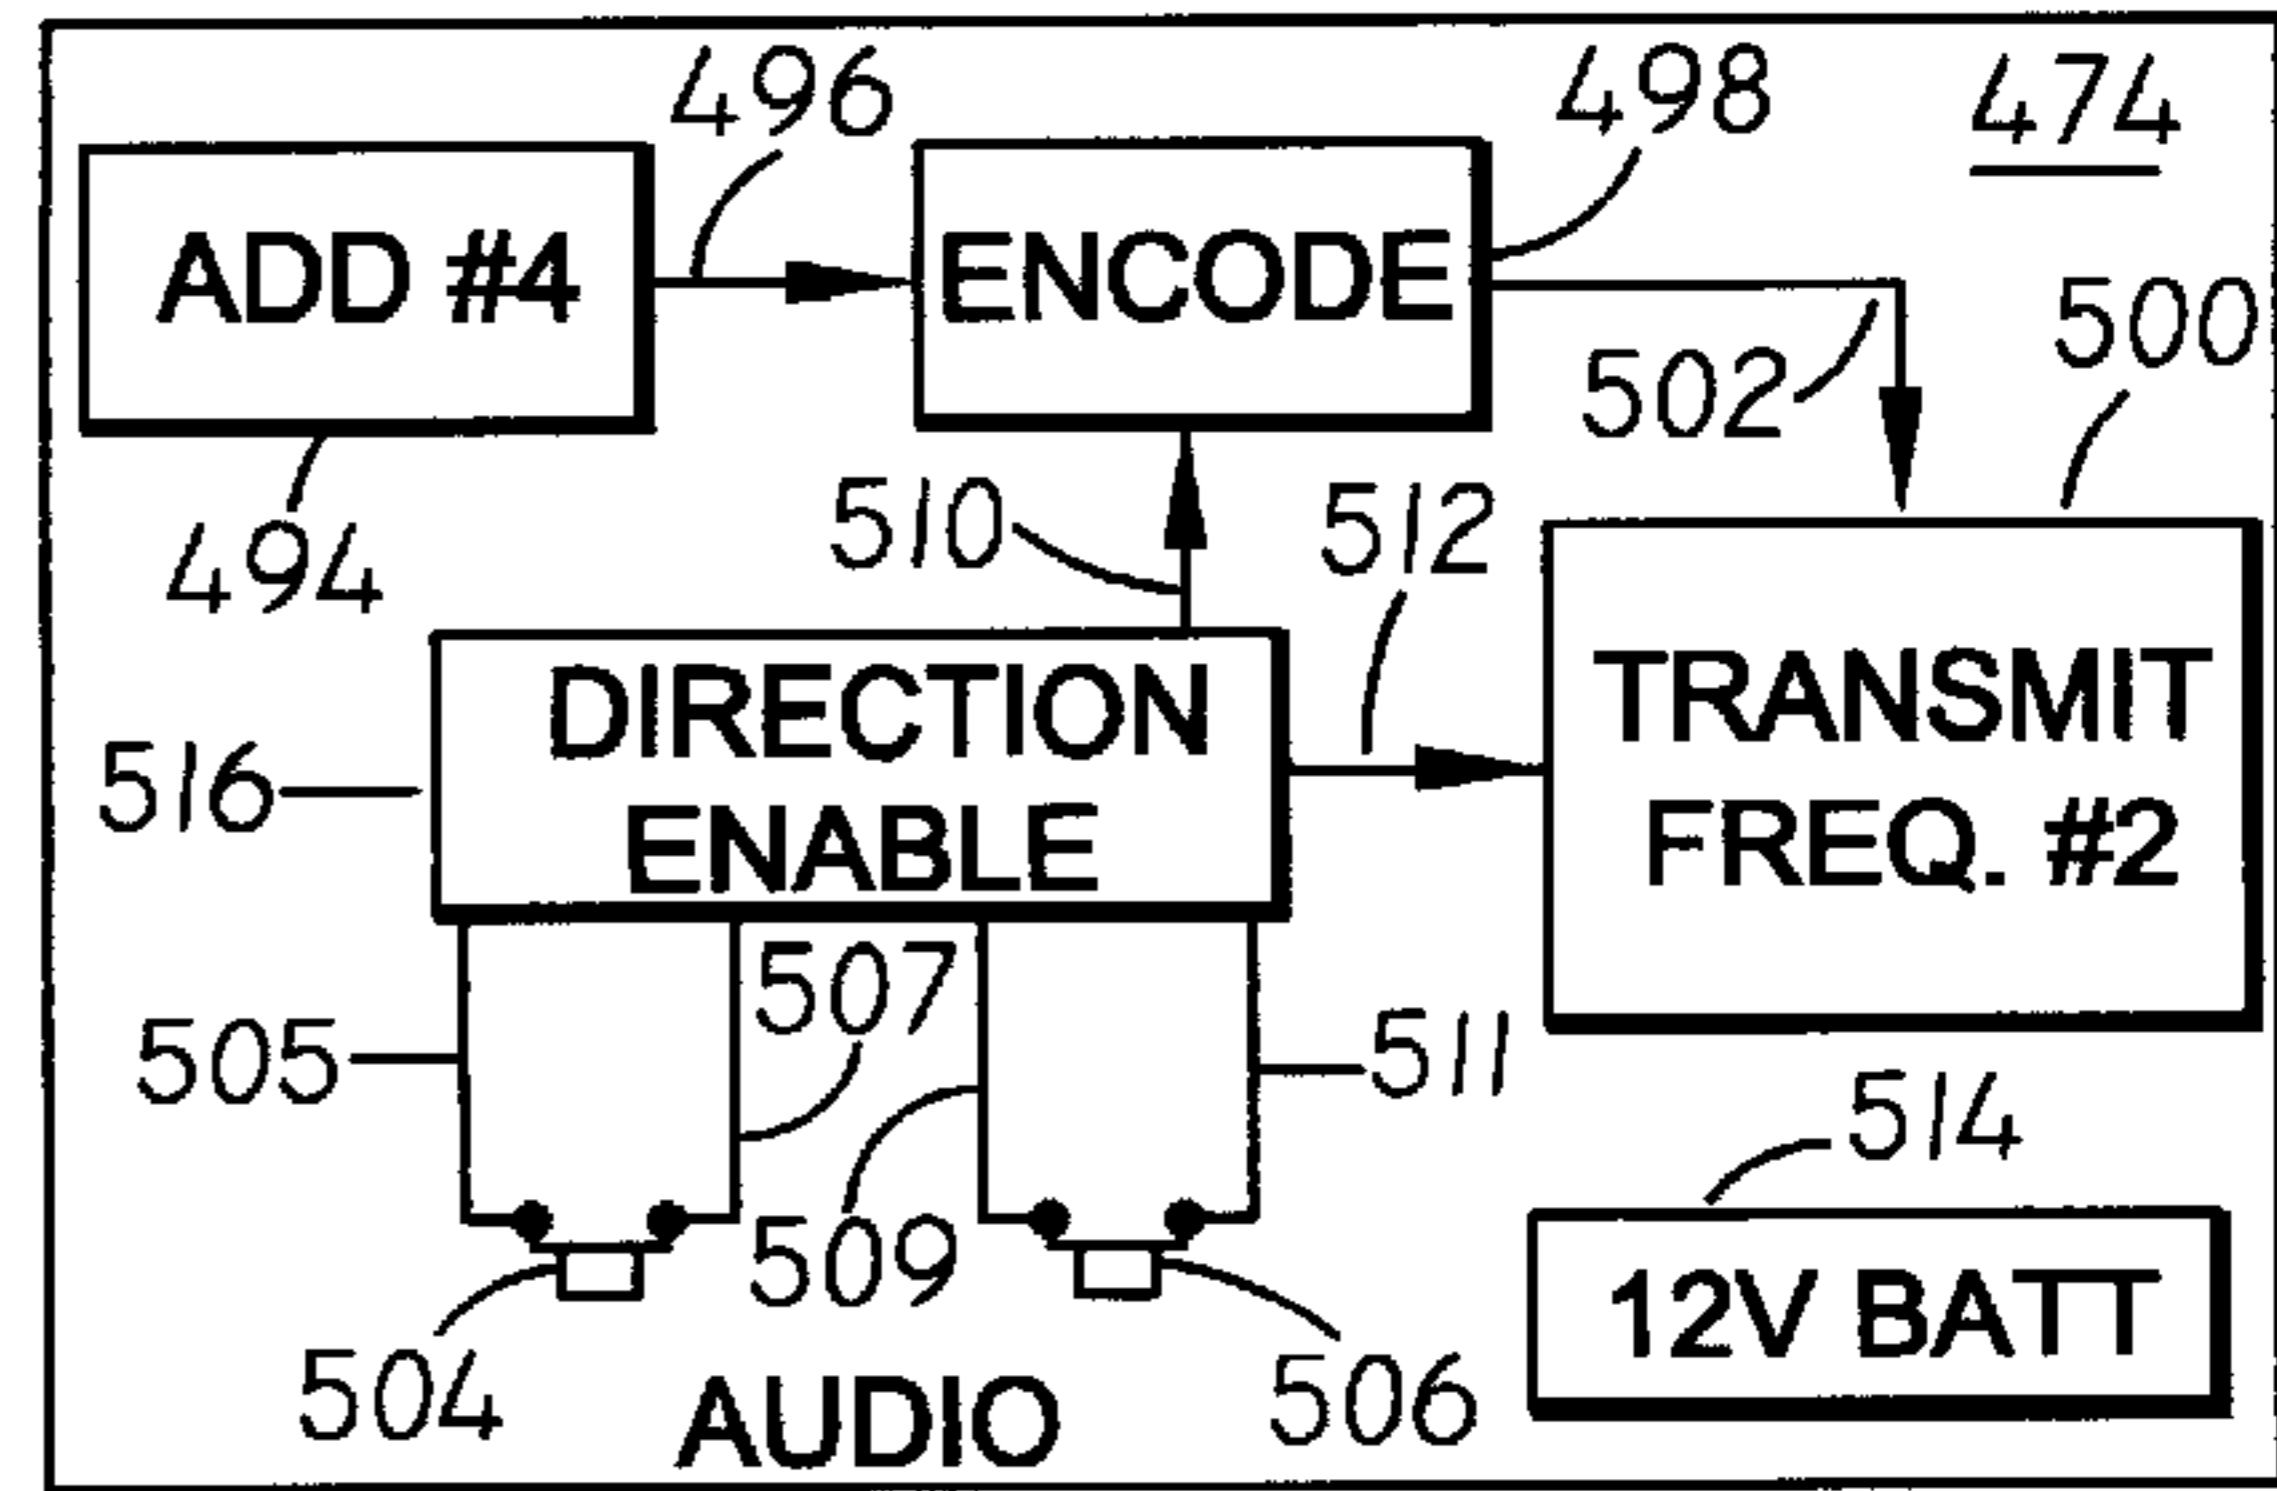 496
498
474
ADD #4
ENCODE
500
502
494
510
512
DIRECTION
ENABLE
516
TRANSMIT
FREQ. #2
507
505
511
514
509
12V BATT
504
AUDIO
506